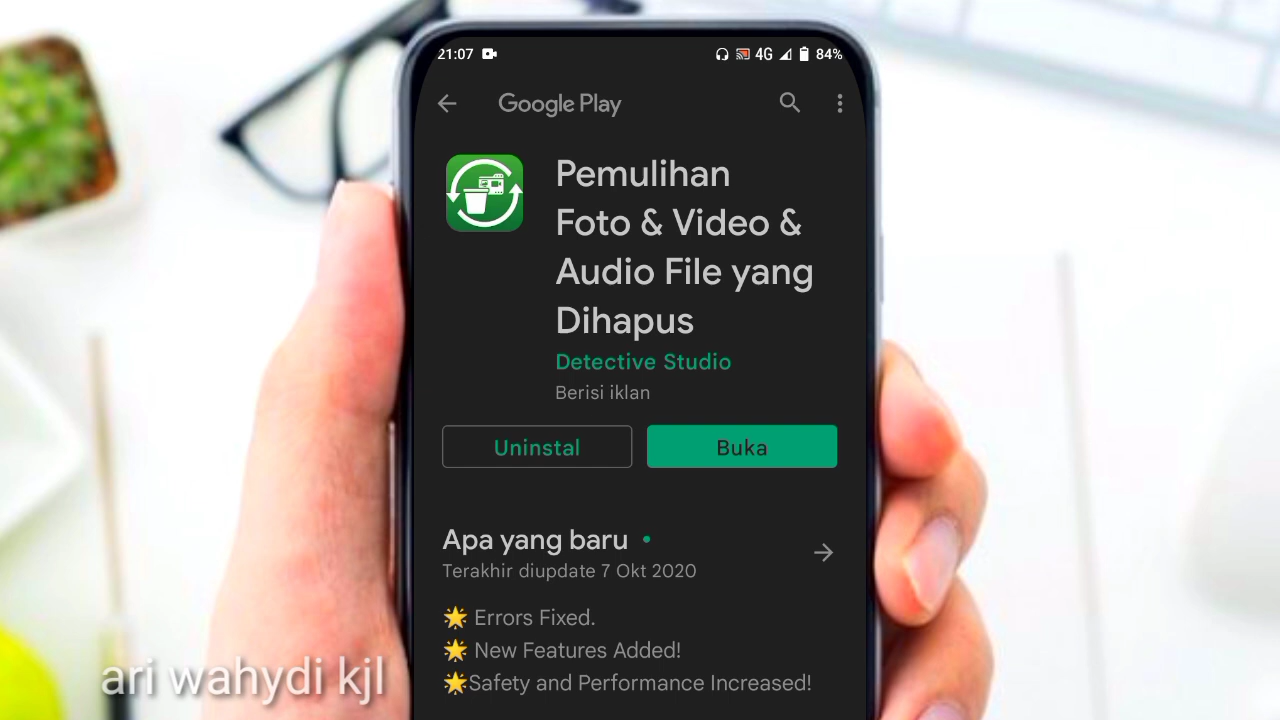 21:07
4G 84%
Google Play
Pemulihan
Foto & Video &
Audio File yang
Dihapus
Detective Studio
Berisi iklan
Uninstal
Buka
Apa yang baru
Terakhir diupdate 7 Okt 2020
🌟 Errors Fixed.
🌟 New Features Added!
🌟Safety and Performance Increased!
ari wahydi kjl